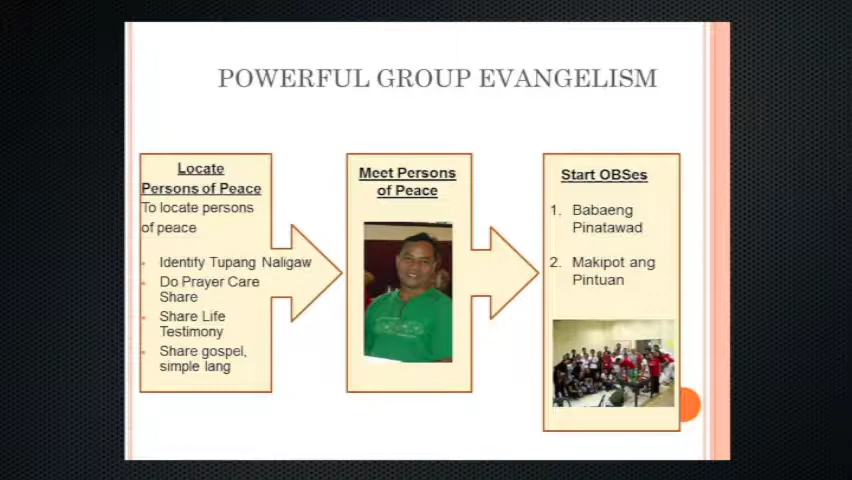 POWERFUL GROUP EVANGELISM
Locate
Persons of Peace
To locate persons
of peace
Identify Tupang Naligaw
Do Prayer Care
Share
Share Life
Testimony
Share gospel,
simple lang
Meet Persons
of Peace
Start OBSes
1. Babaeng
Pinatawad
2. Makipot ang
Pintuan